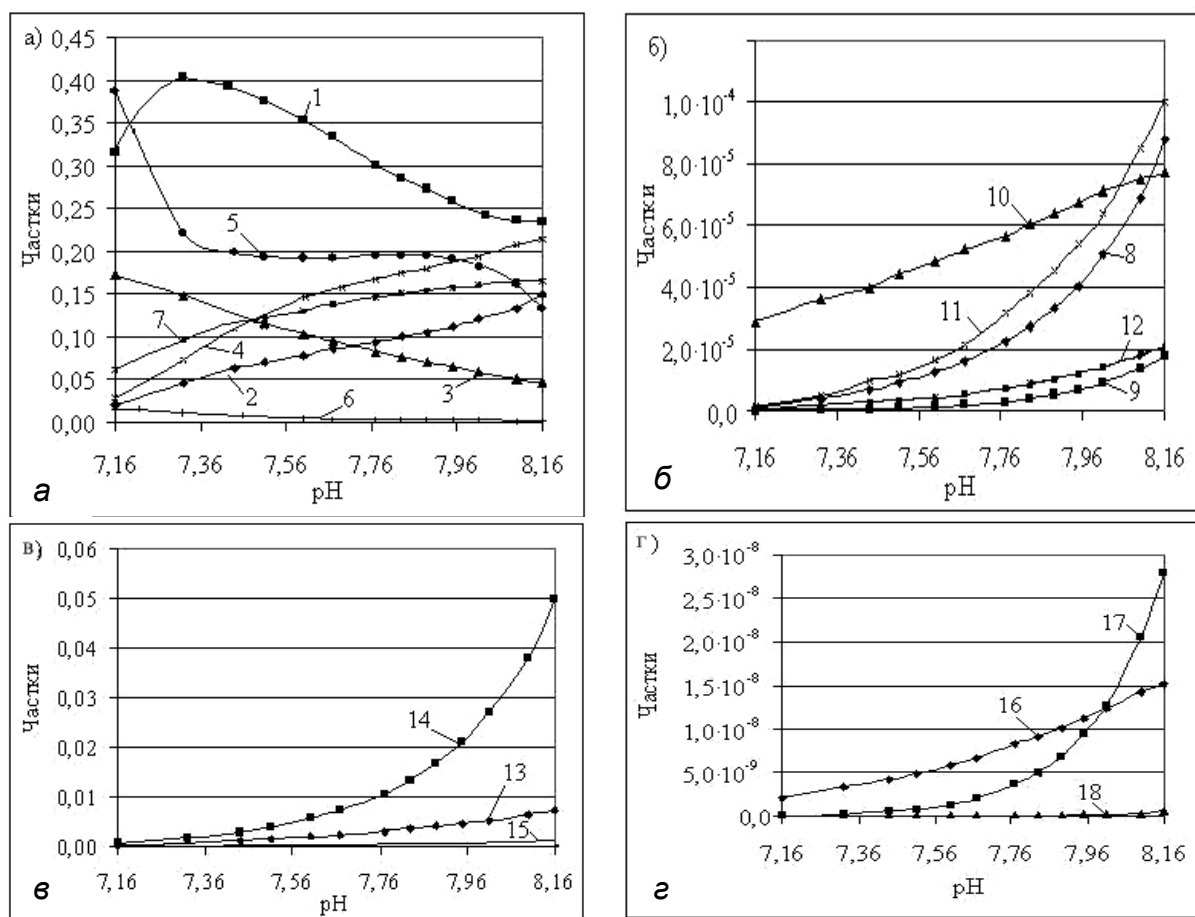 а)
0,45
0,40
0,35
0,30
0,25
0,20
0,15
0,10
0,05
0,00
Частки
1
5
7
4
2
6
3
7,16 7,36 7,56 7,76 7,96 8,16
pH
а
б)
1,0·10⁻⁴
8,0·10⁻⁵
6,0·10⁻⁵
4,0·10⁻⁵
2,0·10⁻⁵
0,0
Частки
10
8
11
12
9
7,16 7,36 7,56 7,76 7,96 8,16
pH
б
в)
0,06
0,05
0,04
0,03
0,02
0,01
0,00
Частки
14
13
15
7,16 7,36 7,56 7,76 7,96 8,16
pH
в
г)
3,0·10⁻⁸
2,5·10⁻⁸
2,0·10⁻⁸
1,5·10⁻⁸
1,0·10⁻⁸
5,0·10⁻⁹
0,0
Частки
17
16
18
7,16 7,36 7,56 7,76 7,96 8,16
pH
г